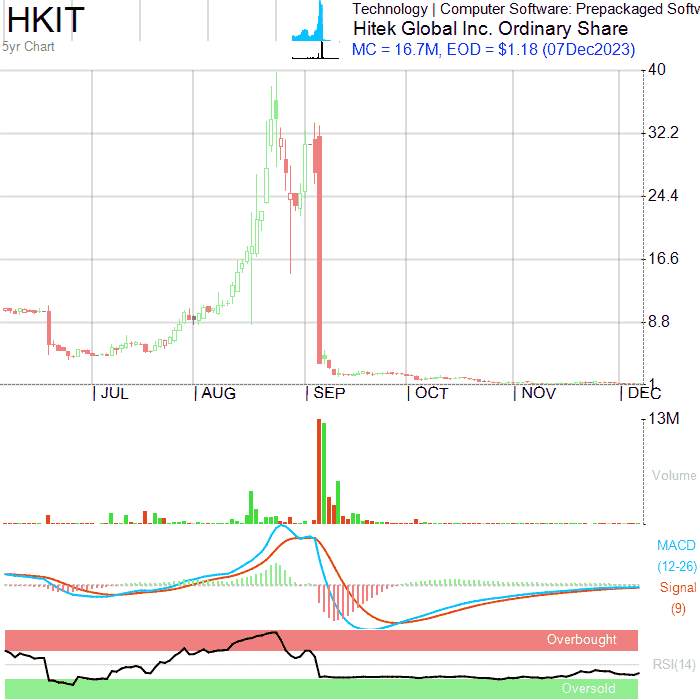 HKIT
5yr Chart
Technology | Computer Software: Prepackaged Softw
Hitek Global Inc. Ordinary Share
MC = 16.7M, EOD = $1.18 (07Dec2023)
40
32.2
24.4
16.6
8.8
1
JUL AUG SEP OCT NOV DEC
13M
Volume
MACD
(12-26)
Signal
(9)
Overbought
RSI(14)
Oversold